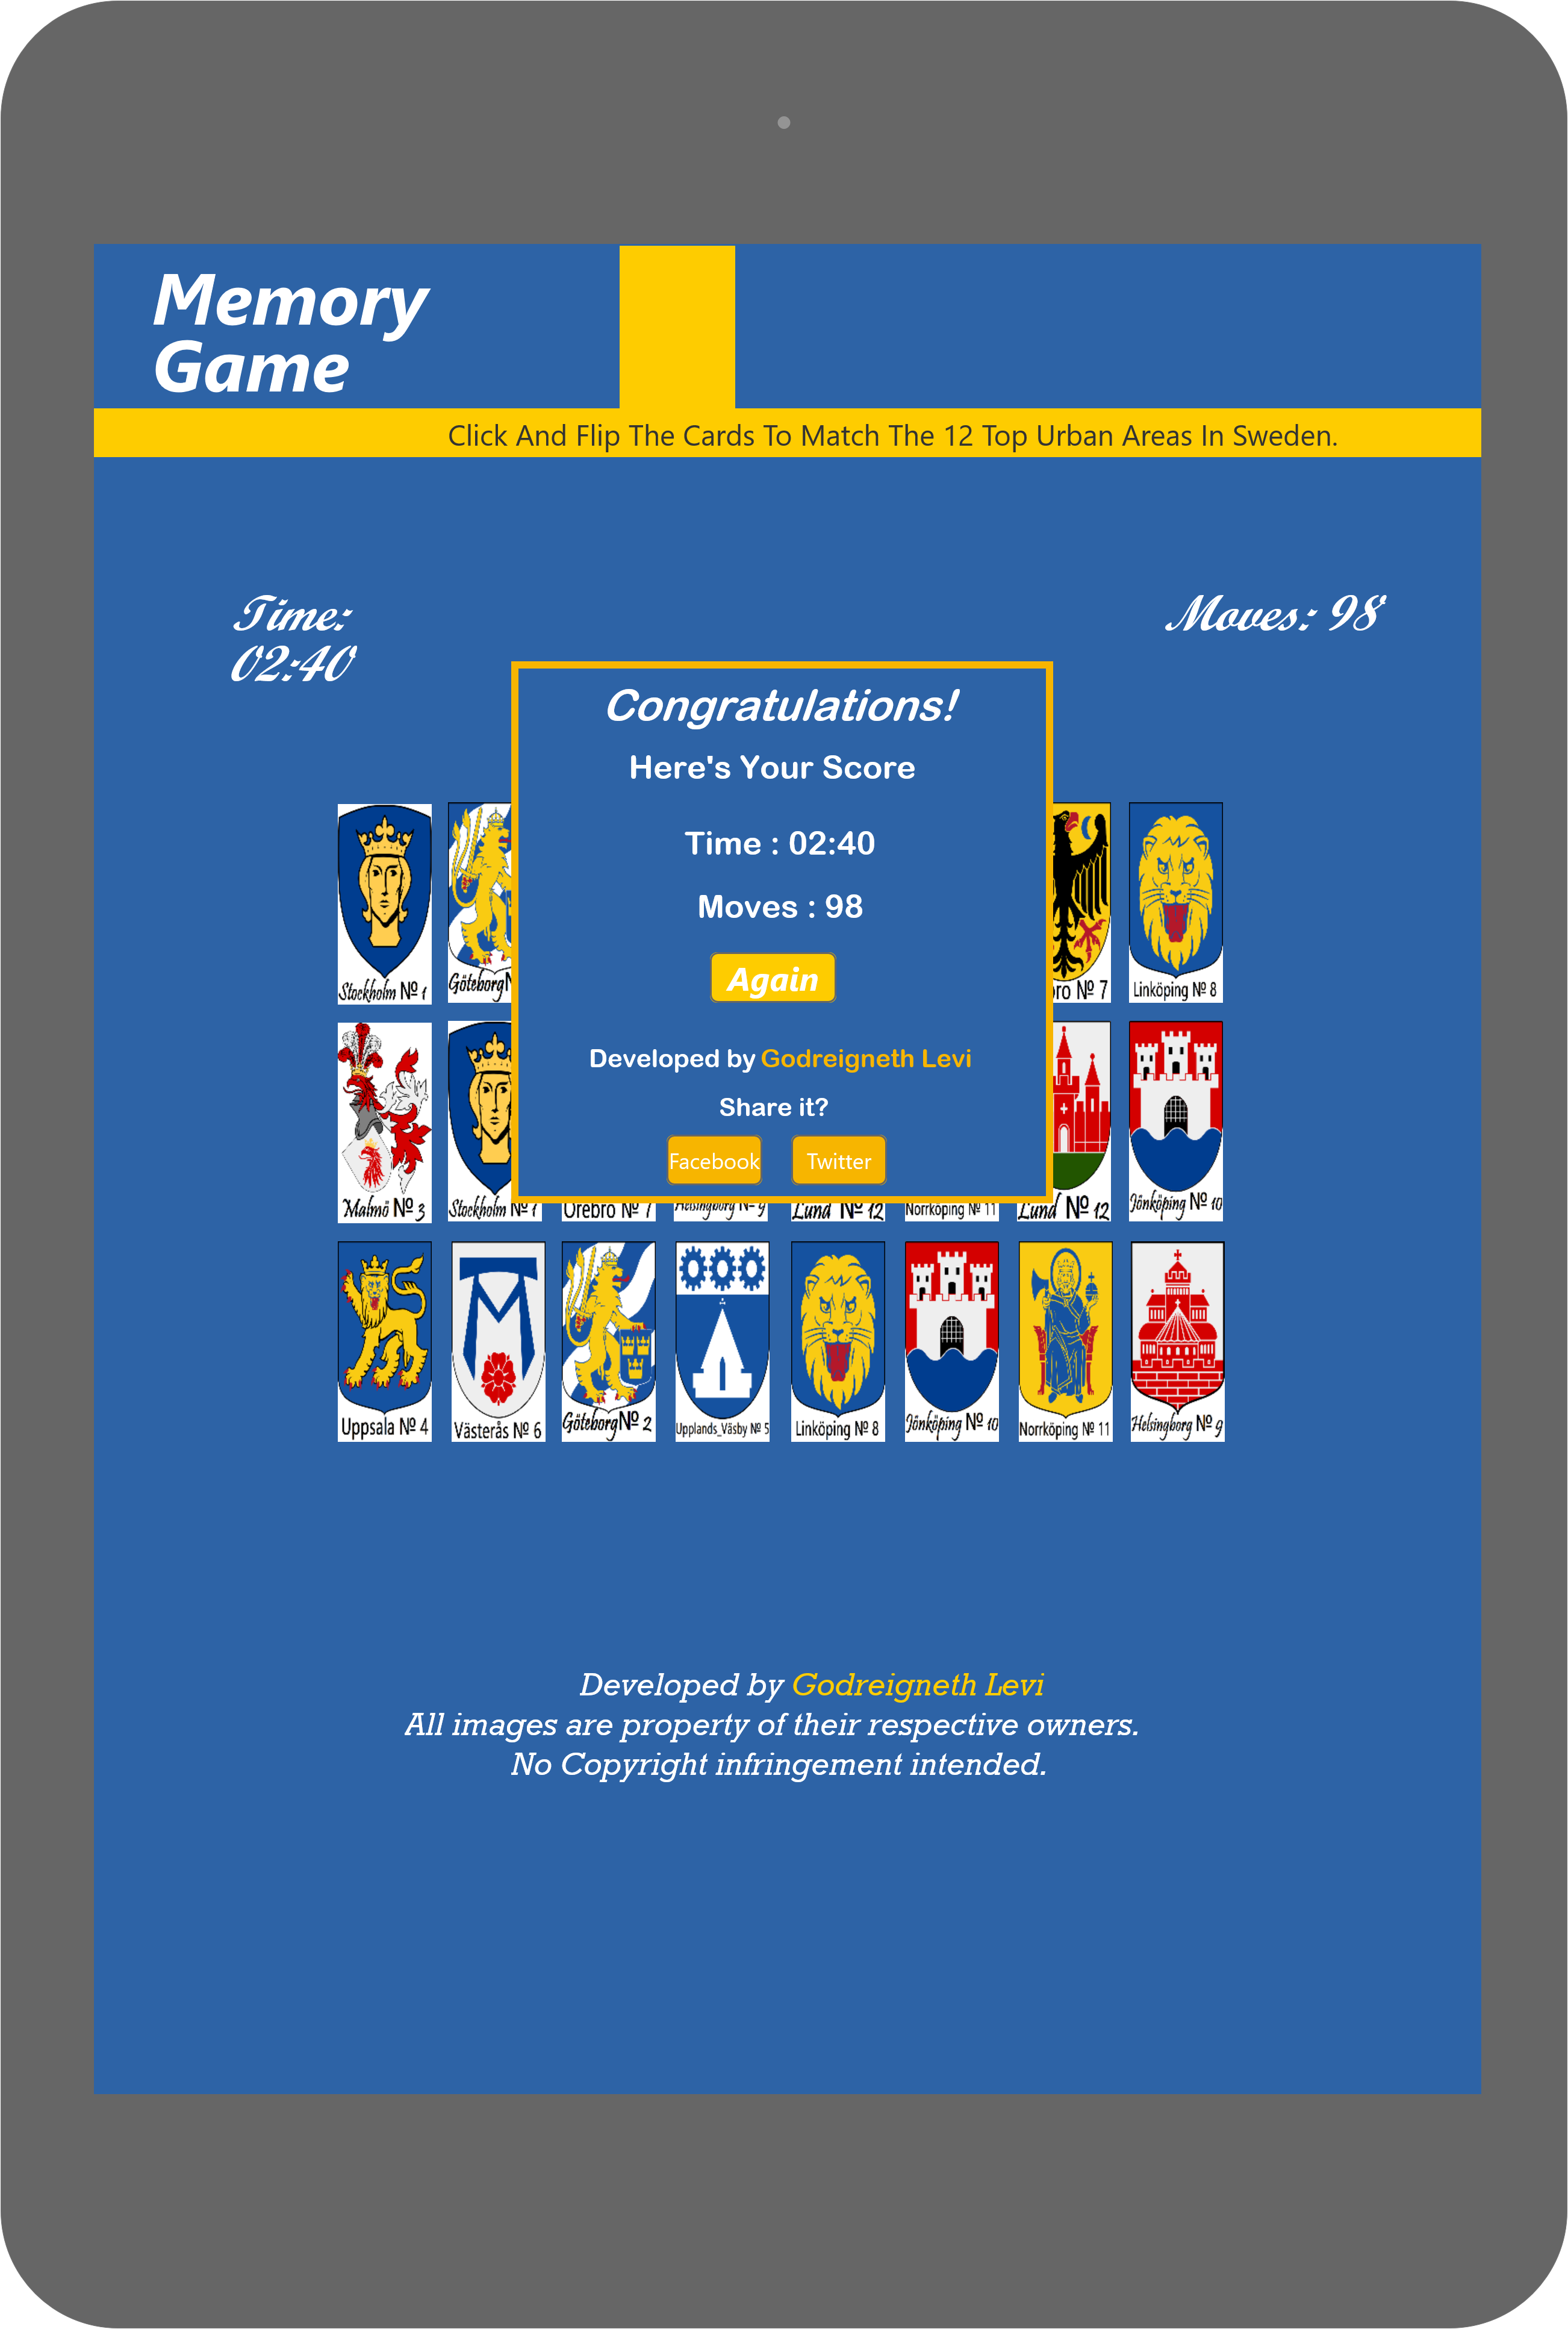 Memory
Game
Click And Flip The Cards To Match The 12 Top Urban Areas In Sweden.
Time:
02:40
Moves: 98
Congratulations!
Here's Your Score
Time : 02:40
Moves : 98
Again
Developed by Godreigneth Levi
Share it?
Facebook
Twitter
Stockholm № 1
Göteborg
№ 7
Linköping № 8
Malmö № 3
Stockholm № 1
Örebro № 7
Helsingborg № 9
Lund № 12
Norrköping № 11
Lund № 12
Jönköping № 10
Uppsala № 4
Västerås № 6
Göteborg № 2
Upplands_Väsby № 5
Linköping № 8
Jönköping № 10
Norrköping № 11
Helsingborg № 9
Developed by Godreigneth Levi
All images are property of their respective owners.
No Copyright infringement intended.